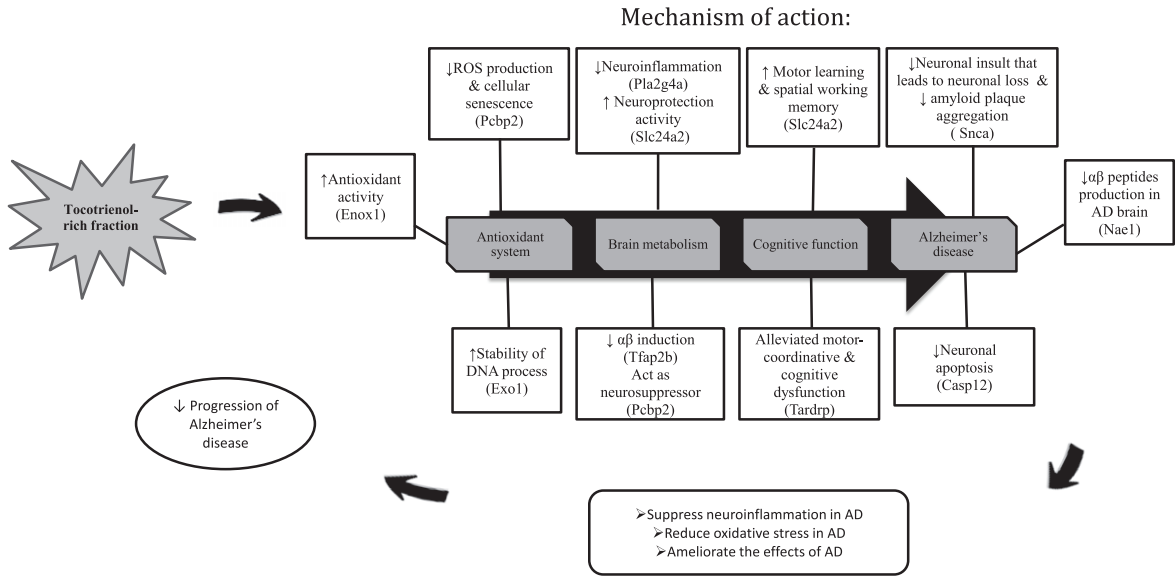 Mechanism of action:
↓ROS production
& cellular
senescence
(Pcbp2)
↓Neuroinflammation
(Pla2g4a)
↑ Neuroprotection
activity
(Slc24a2)
↑ Motor learning
& spatial working
memory
(Slc24a2)
↓Neuronal insult that
leads to neuronal loss &
↓ amyloid plaque
aggregation
( Snca)
Tocotrienol-
rich fraction
↑Antioxidant
activity
(Enox1)
↓αβ peptides
production in
AD brain
(Nae1)
Antioxidant
system
Brain metabolism
Cognitive function
Alzheimer's
disease
↑Stability of
DNA process
(Exo1)
↓ αβ induction
(Tfap2b)
Act as
neurosuppressor
(Pcbp2)
Alleviated motor-
coordinative &
cognitive
dysfunction
(Tardrp)
↓Neuronal
apoptosis
(Casp12)
↓ Progression of
Alzheimer's
disease
➢Suppress neuroinflammation in AD
➢Reduce oxidative stress in AD
➢Ameliorate the effects of AD